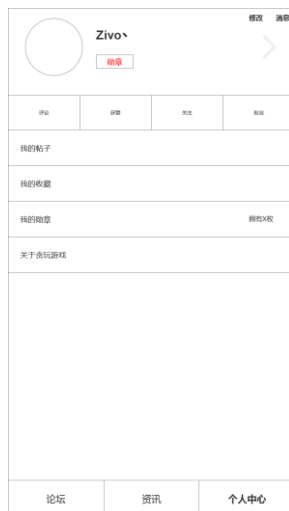 修改 消息
Zivo丶
勋章
评论 获赞 关注 粉丝
我的帖子
我的收藏
我的勋章 拥有X枚
关于贪玩游戏
论坛 资讯 个人中心